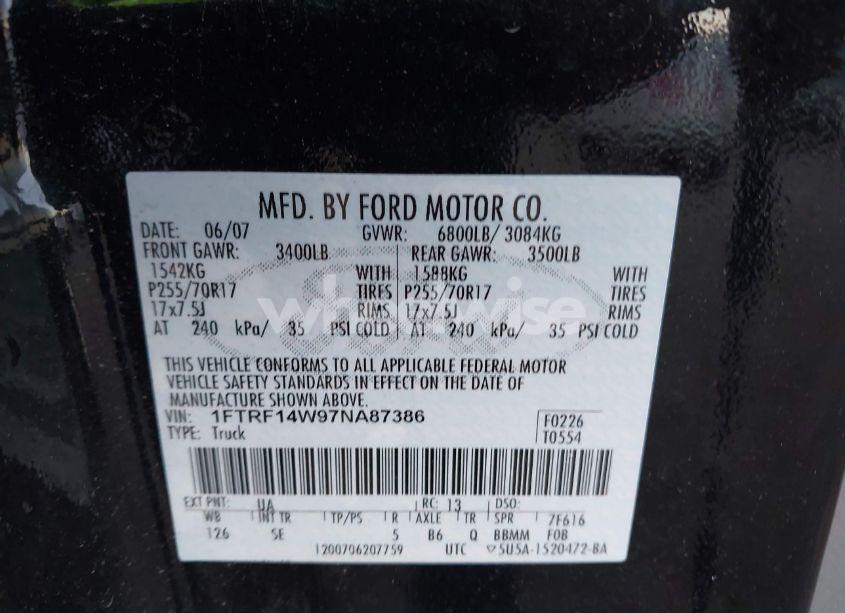 MFD. BY FORD MOTOR CO.
DATE: 06/07 GVWR: 6800LB/ 3084KG
FRONT GAWR: 3400LB REAR GAWR: 3500LB
1542KG WITH 1588KG WITH
P255/70R17 TIRES P255/70R17 TIRES
17x7.5J RIMS 17x7.5J RIMS
AT 240 kPa/ 35 PSI COLD AT 240 kPa/ 35 PSI COLD
THIS VEHICLE CONFORMS TO ALL APPLICABLE FEDERAL MOTOR
VEHICLE SAFETY STANDARDS IN EFFECT ON THE DATE OF
MANUFACTURE SHOWN ABOVE.
VIN: 1FTRF14W97NA87386 F0226
TYPE: Truck T0554
EXT PNT: UA RC: 13 DSO:
WB INT TR TP/PS R AXLE TR SPR 7F616
126 SE 5 B6 Q BBMM FOB
1200706207759 UTC 5U5A-1520472-BA